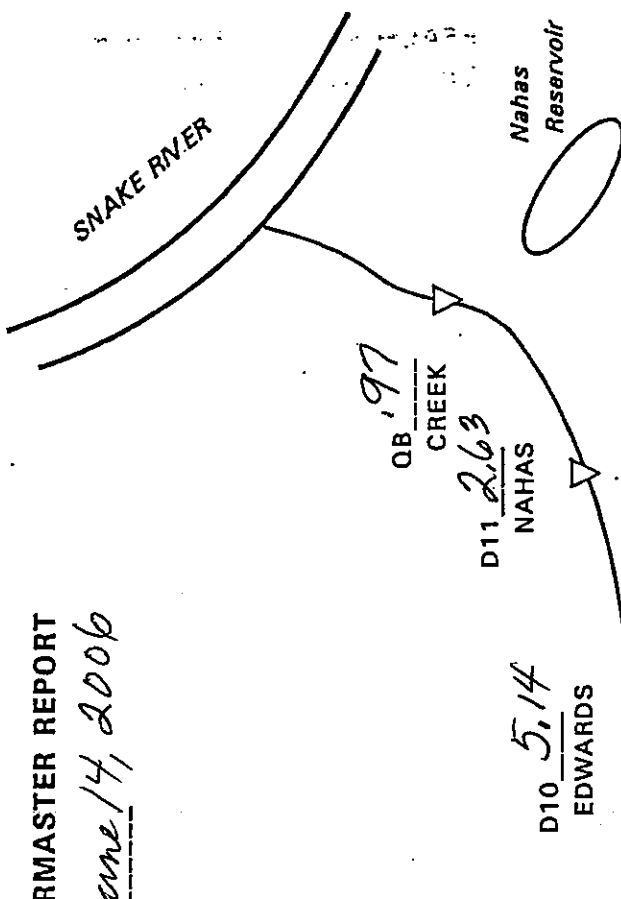 RMASTER REPORT
une 14, 2006
SNAKE RIVER
Nahas
Reservoir
QB .97
CREEK
D11 2.63
NAHAS
D10 5.14
EDWARDS